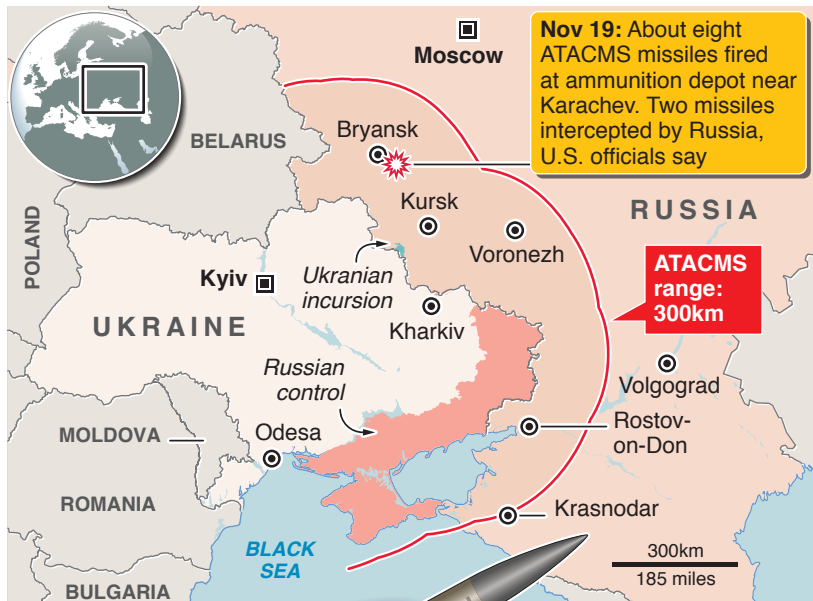 Moscow
Nov 19: About eight
ATACMS missiles fired
at ammunition depot near
Karachev. Two missiles
intercepted by Russia,
U.S. officials say
BELARUS
Bryansk
POLAND
Kursk
RUSSIA
Voronezh
Kyiv
Ukranian
incursion
ATACMS
range:
300km
UKRAINE
Kharkiv
Russian
control
Volgograd
MOLDOVA
Odesa
Rostov-
on-Don
ROMANIA
Krasnodar
BLACK
SEA
300km
185 miles
BULGARIA